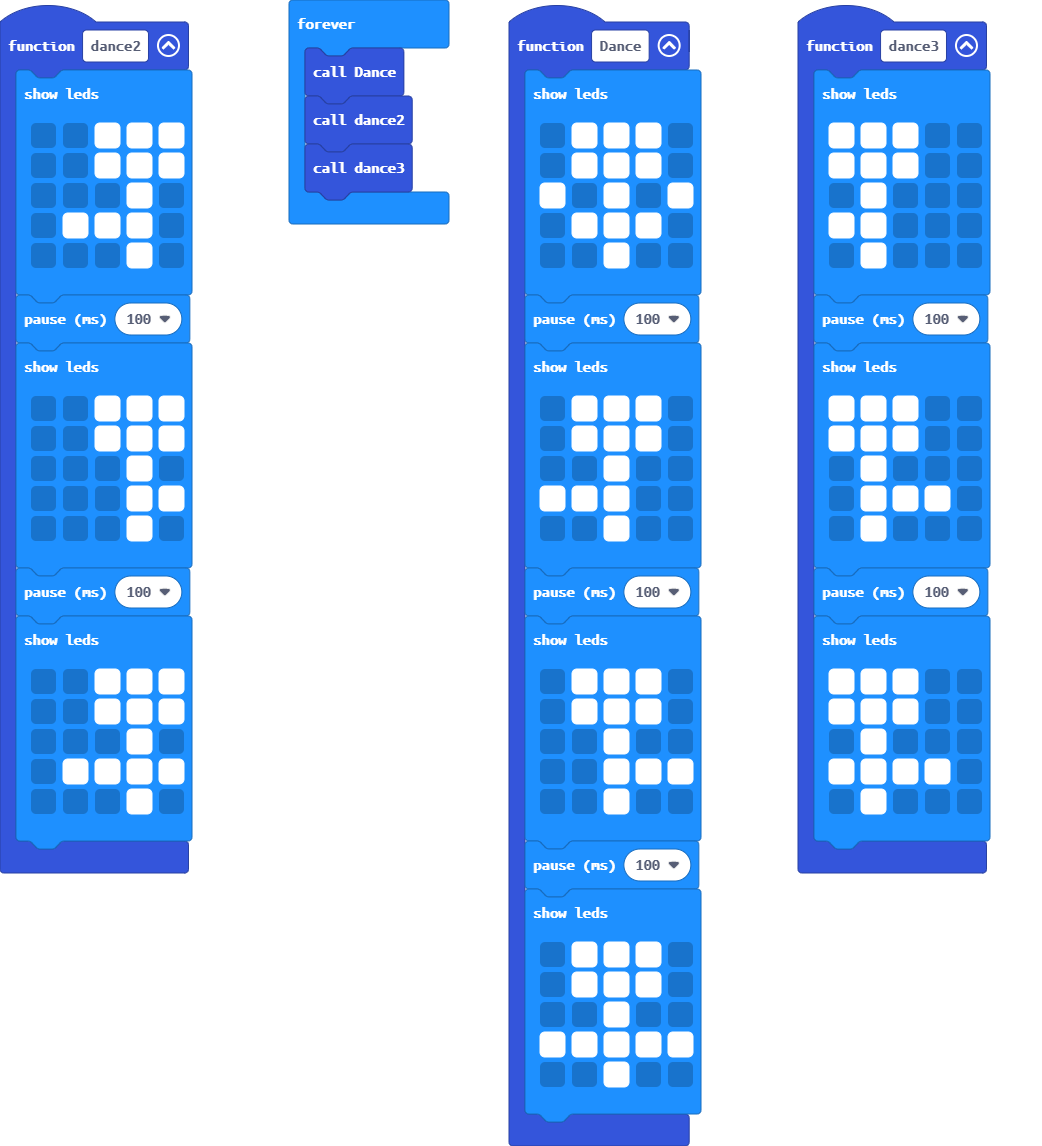 function dance2
show leds
pause (ms) 100
show leds
pause (ms) 100
show leds
forever
call Dance
call dance2
call dance3
function Dance
show leds
pause (ms) 100
show leds
pause (ms) 100
show leds
pause (ms) 100
show leds
function dance3
show leds
pause (ms) 100
show leds
pause (ms) 100
show leds